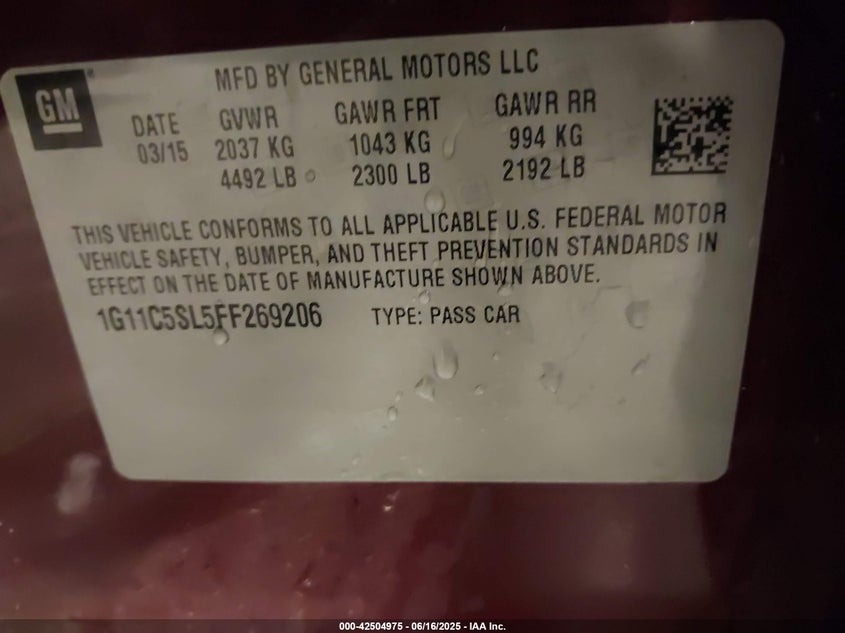 MFD BY GENERAL MOTORS LLC
GM
DATE GVWR GAWR FRT GAWR RR
03/15 2037 KG 1043 KG 994 KG
4492 LB 2300 LB 2192 LB
THIS VEHICLE CONFORMS TO ALL APPLICABLE U.S. FEDERAL MOTOR
VEHICLE SAFETY, BUMPER, AND THEFT PREVENTION STANDARDS IN
EFFECT ON THE DATE OF MANUFACTURE SHOWN ABOVE.
1G11C5SL5FF269206 TYPE: PASS CAR
000-42504975 - 06/16/2025 - IAA Inc.